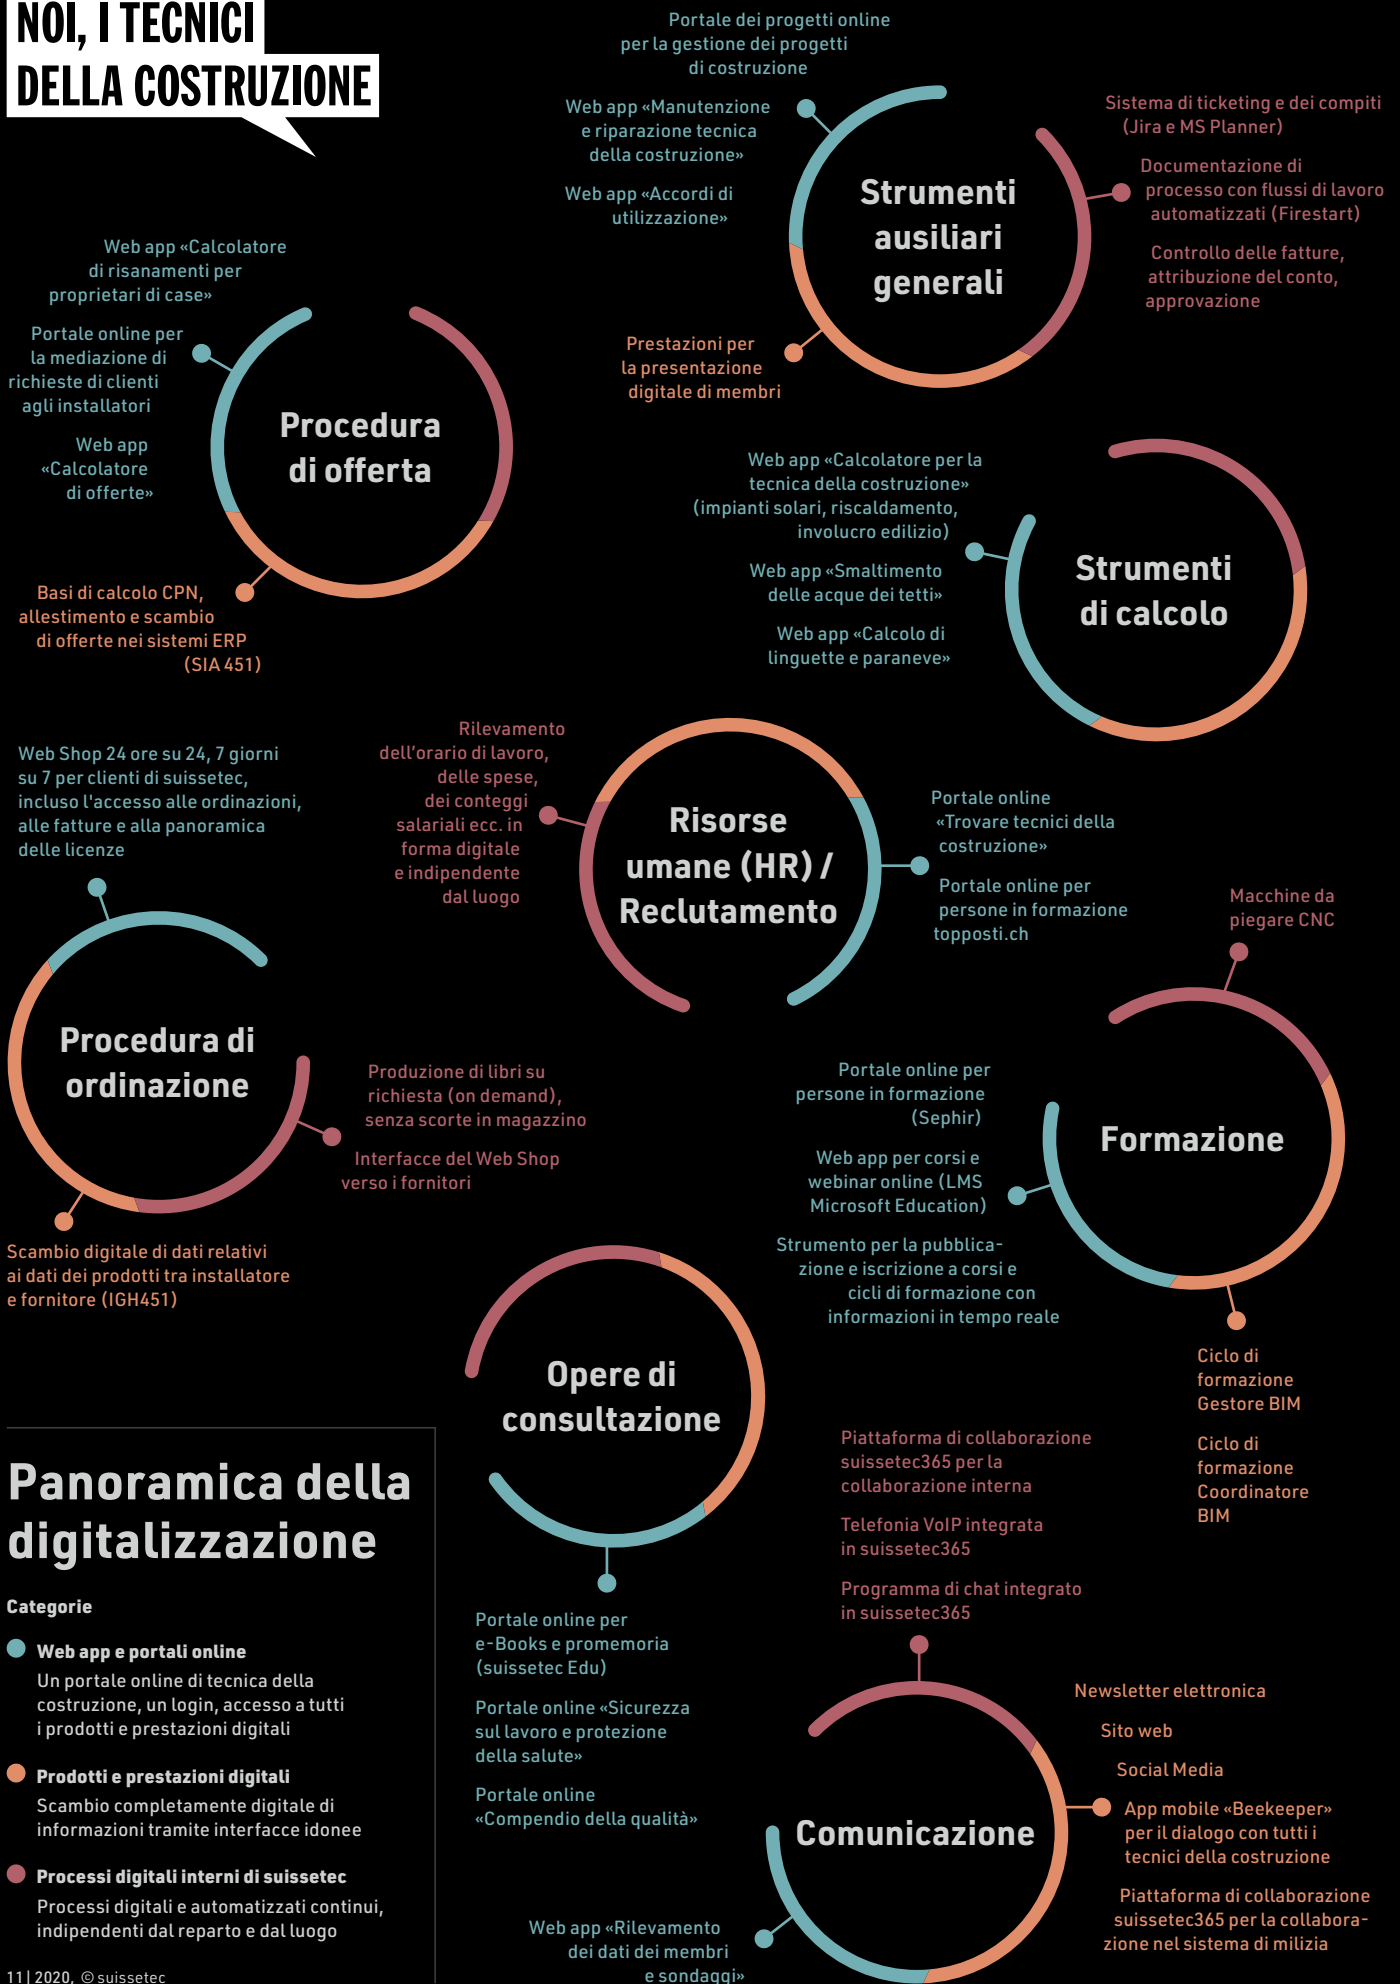 NOI, I TECNICI
DELLA COSTRUZIONE
Portale dei progetti online
per la gestione dei progetti
di costruzione
Web app «Manutenzione
e riparazione tecnica
della costruzione»
Web app «Accordi di
utilizzazione»
Strumenti
ausiliari
generali
Sistema di ticketing e dei compiti
(Jira e MS Planner)
Documentazione di
processo con flussi di lavoro
automatizzati (Firestart)
Controllo delle fatture,
attribuzione del conto,
approvazione
Prestazioni per
la presentazione
digitale di membri
Web app «Calcolatore
di risanamenti per
proprietari di case»
Portale online per
la mediazione di
richieste di clienti
agli installatori
Web app
«Calcolatore
di offerte»
Procedura
di offerta
Basi di calcolo CPN,
allestimento e scambio
di offerte nei sistemi ERP
(SIA 451)
Web app «Calcolatore per la
tecnica della costruzione»
(impianti solari, riscaldamento,
involucro edilizio)
Web app «Smaltimento
delle acque dei tetti»
Web app «Calcolo di
linguette e paraneve»
Strumenti
di calcolo
Rilevamento
dell’orario di lavoro,
delle spese,
dei conteggi
salariali ecc. in
forma digitale
e indipendente
dal luogo
Risorse
umane (HR) /
Reclutamento
Portale online
«Trovare tecnici della
costruzione»
Portale online per
persone in formazione
topposti.ch
Web Shop 24 ore su 24, 7 giorni
su 7 per clienti di suissetec,
incluso l'accesso alle ordinazioni,
alle fatture e alla panoramica
delle licenze
Procedura di
ordinazione
Produzione di libri su
richiesta (on demand),
senza scorte in magazzino
Interfacce del Web Shop
verso i fornitori
Scambio digitale di dati relativi
ai dati dei prodotti tra installatore
e fornitore (IGH451)
Macchine da
piegare CNC
Portale online per
persone in formazione
(Sephir)
Web app per corsi e
webinar online (LMS
Microsoft Education)
Strumento per la pubblica-
zione e iscrizione a corsi e
cicli di formazione con
informazioni in tempo reale
Formazione
Ciclo di
formazione
Gestore BIM
Ciclo di
formazione
Coordinatore
BIM
Opere di
consultazione
Portale online per
e-Books e promemoria
(suissetec Edu)
Portale online «Sicurezza
sul lavoro e protezione
della salute»
Portale online
«Compendio della qualità»
Piattaforma di collaborazione
suissetec365 per la
collaborazione interna
Telefonia VoIP integrata
in suissetec365
Programma di chat integrato
in suissetec365
Comunicazione
Newsletter elettronica
Sito web
Social Media
App mobile «Beekeeper»
per il dialogo con tutti i
tecnici della costruzione
Piattaforma di collaborazione
suissetec365 per la collabora-
zione nel sistema di milizia
Web app «Rilevamento
dei dati dei membri
e sondaggi»
Panoramica della
digitalizzazione
Categorie
Web app e portali online
Un portale online di tecnica della
costruzione, un login, accesso a tutti
i prodotti e prestazioni digitali
Prodotti e prestazioni digitali
Scambio completamente digitale di
informazioni tramite interfacce idonee
Processi digitali interni di suissetec
Processi digitali e automatizzati continui,
indipendenti dal reparto e dal luogo
11 | 2020, © suissetec